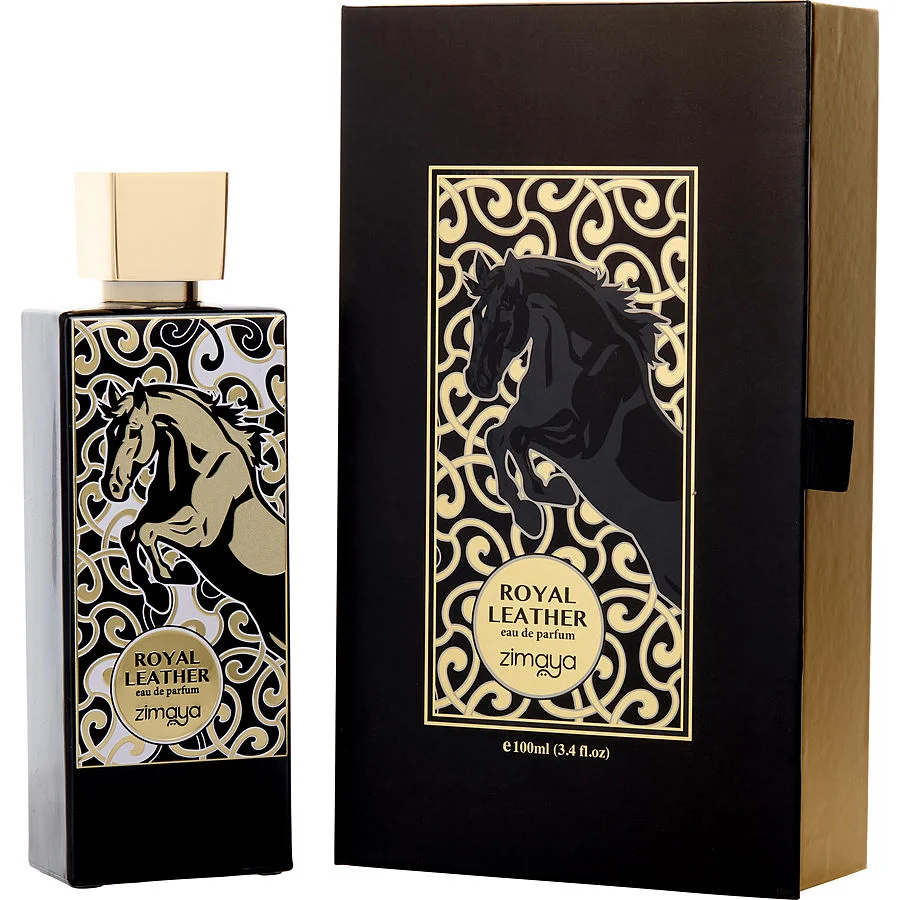 ROYAL
LEATHER
eau de parfum
zimaya
ROYAL
LEATHER
eau de parfum
zimaya
e 100ml (3.4 fl.oz)